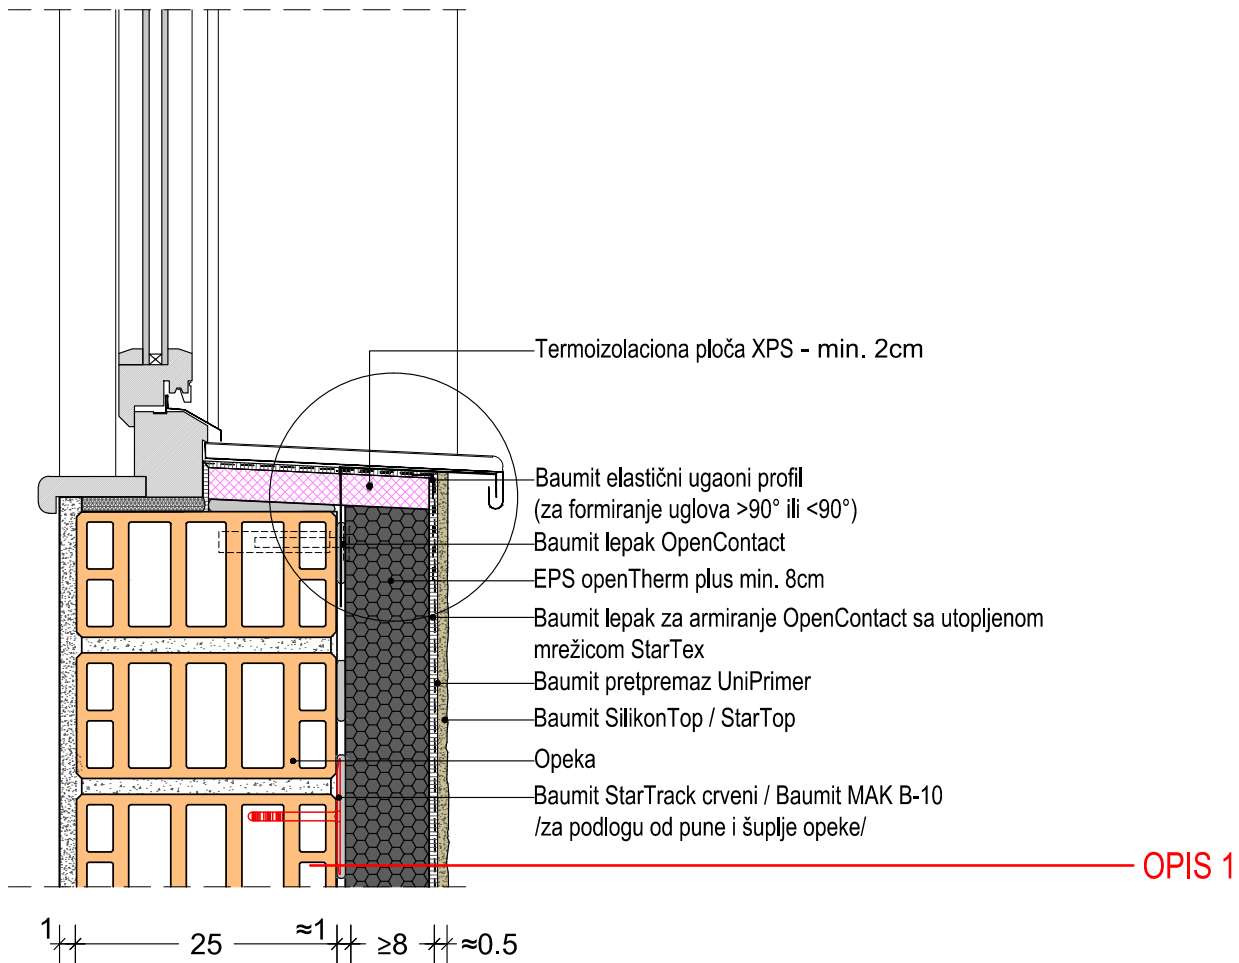 Termoizolaciona ploča XPS - min. 2cm
Baumit elastični ugaoni profil
(za formiranje uglova >90° ili <90°)
Baumit lepak OpenContact
EPS openTherm plus min. 8cm
Baumit lepak za armiranje OpenContact sa utopljenom
mrežicom StarTex
Baumit pretpremaz UniPrimer
Baumit SilikonTop / StarTop
Opeka
Baumit StarTrack crveni / Baumit MAK B-10
/za podlogu od pune i šuplje opeke/
OPIS 1
1 25 ≈1 ≥8 ≈0.5